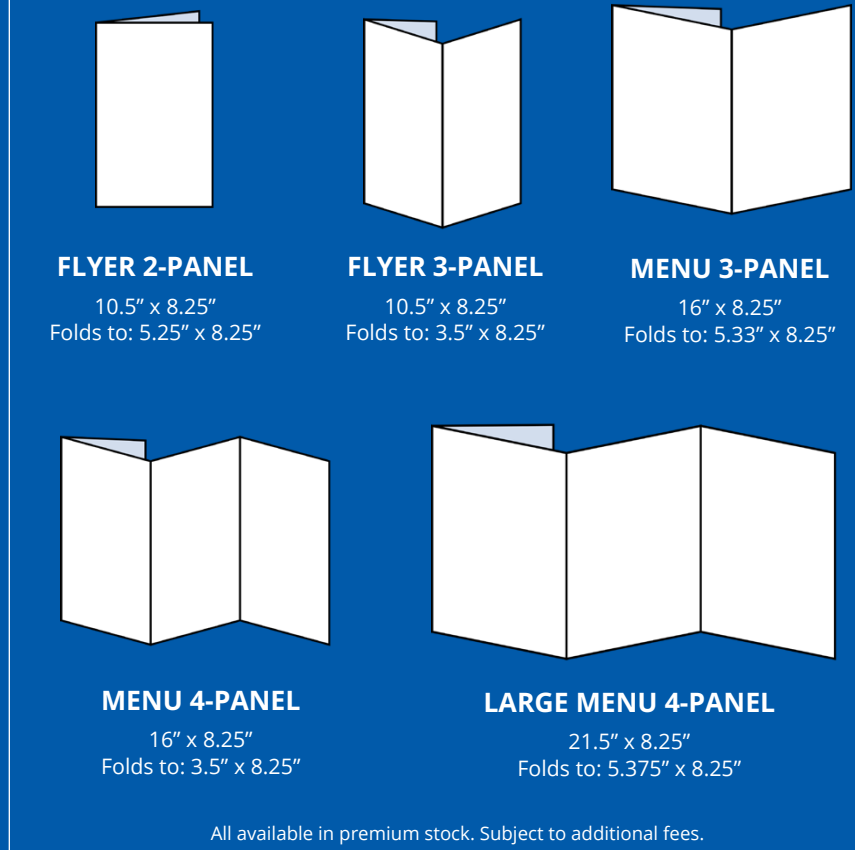 FLYER 2-PANEL
10.5” x 8.25”
Folds to: 5.25” x 8.25”
FLYER 3-PANEL
10.5” x 8.25”
Folds to: 3.5” x 8.25”
MENU 3-PANEL
16” x 8.25”
Folds to: 5.33” x 8.25”
MENU 4-PANEL
16” x 8.25”
Folds to: 3.5” x 8.25”
LARGE MENU 4-PANEL
21.5” x 8.25”
Folds to: 5.375” x 8.25”
All available in premium stock. Subject to additional fees.